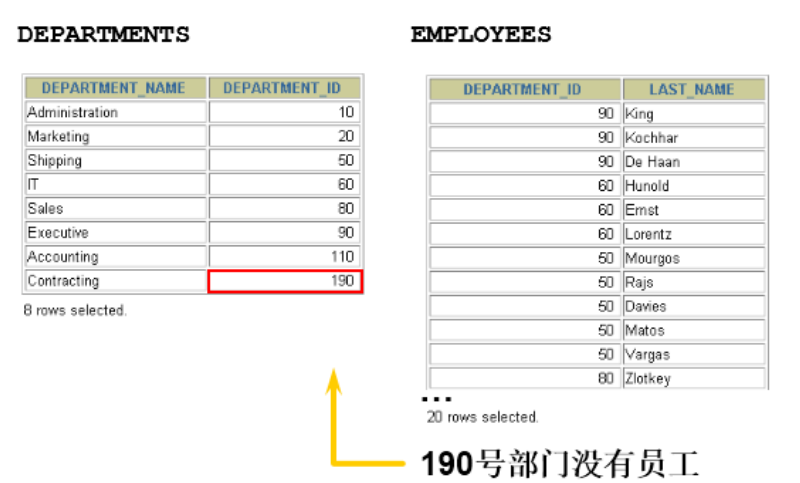 DEPARTMENTS
DEPARTMENT_NAME DEPARTMENT_ID
Administration 10
Marketing 20
Shipping 50
IT 60
Sales 80
Executive 90
Accounting 110
Contracting 190
8 rows selected.
EMPLOYEES
DEPARTMENT_ID LAST_NAME
90 King
90 Kochhar
90 De Haan
60 Hunold
60 Ernst
60 Lorentz
50 Mourgos
50 Rajs
50 Davies
50 Matos
50 Vargas
80 Zlotkey
...
20 rows selected.
190号部门没有员工